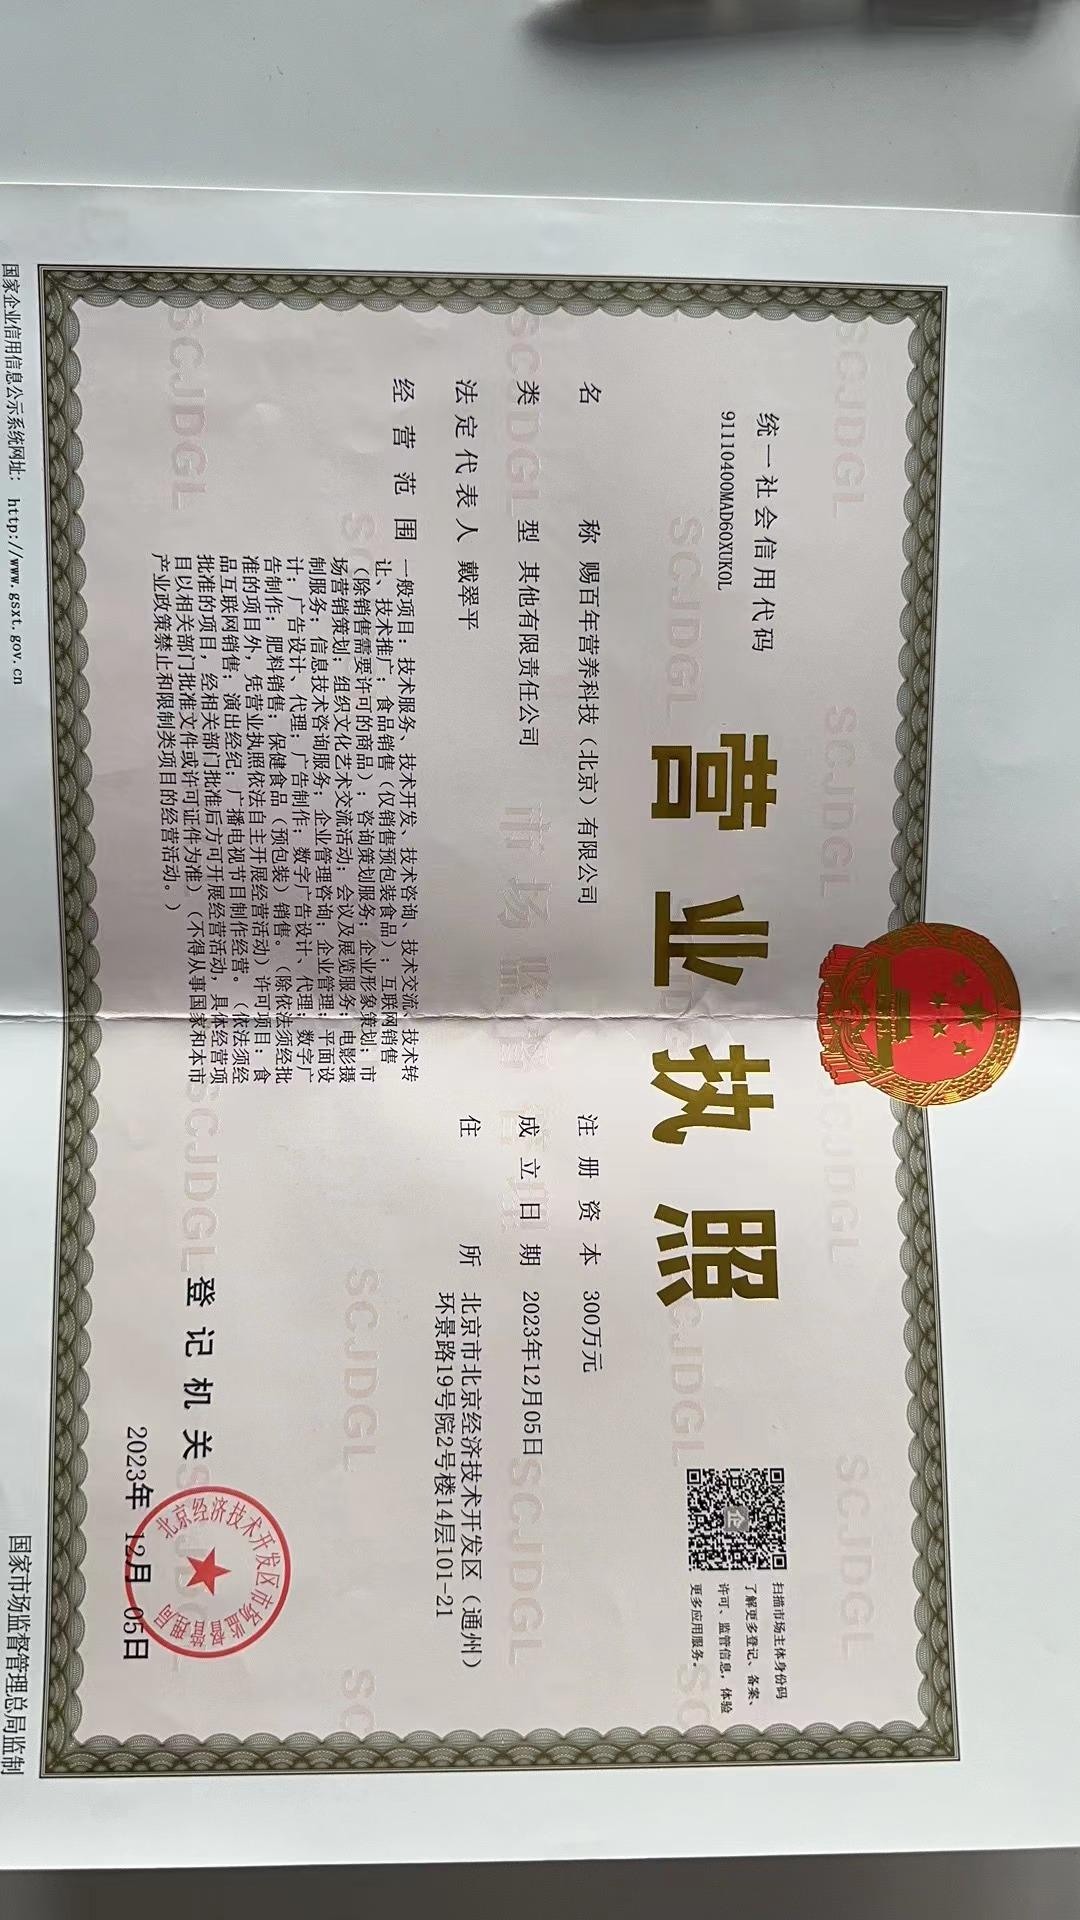 营业执照
统一社会信用代码
91110400MAD60XUK0L
扫描市场主体身份码
了解更多登记、备案、
许可、监管信息，体验
更多应用服务。
名称 赐百年营养科技（北京）有限公司
类型 其他有限责任公司
法定代表人 戴翠平
经营范围 一般项目：技术服务、技术开发、技术咨询、技术交流、技术转
让、技术推广；食品销售（仅销售预包装食品）；互联网销售
（除销售需要许可的商品）；咨询策划服务；企业形象策划；市
场营销策划；组织文化艺术交流活动；会议及展览服务；电影摄
制服务；信息技术咨询服务；企业管理咨询；企业管理；平面设
计；广告设计、代理；广告制作；数字广告设计、代理；数字广
告制作；肥料销售；保健食品（预包装）销售。（除依法须经批
准的项目外，凭营业执照依法自主开展经营活动）许可项目：食
品互联网销售；演出经纪；广播电视节目制作经营。（依法须经
批准的项目，经相关部门批准后方可开展经营活动，具体经营项
目以相关部门批准文件或许可证件为准）（不得从事国家和本市
产业政策禁止和限制类项目的经营活动。）
注册资本 300万元
成立日期 2023年12月05日
住所 北京市北京经济技术开发区（通州）
环景路19号院2号楼14层101-21
登记机关
北京经济技术开发区市场监督管理局
2023年 12月 05日
国家企业信用信息公示系统网址： http://www.gsxt.gov.cn
国家市场监督管理总局监制